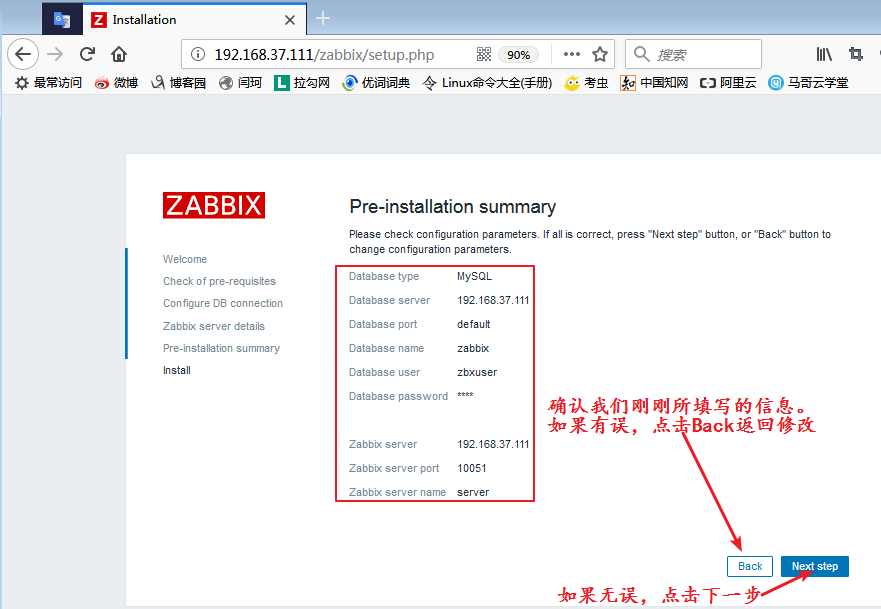 Installation
192.168.37.111/zabbix/setup.php
90%
搜索
最常访问
微博
博客园
闫珂
拉勾网
优词词典
Linux命令大全(手册)
考虫
中国知网
阿里云
马哥云学堂
ZABBIX
Welcome
Check of pre-requisites
Configure DB connection
Zabbix server details
Pre-installation summary
Install
Pre-installation summary
Please check configuration parameters. If all is correct, press "Next step" button, or "Back" button to
change configuration parameters.
Database type MySQL
Database server 192.168.37.111
Database port default
Database name zabbix
Database user zbxuser
Database password ****
Zabbix server 192.168.37.111
Zabbix server port 10051
Zabbix server name server
确认我们刚刚所填写的信息。
如果有误，点击Back返回修改
Back
Next step
如果无误，点击下一步